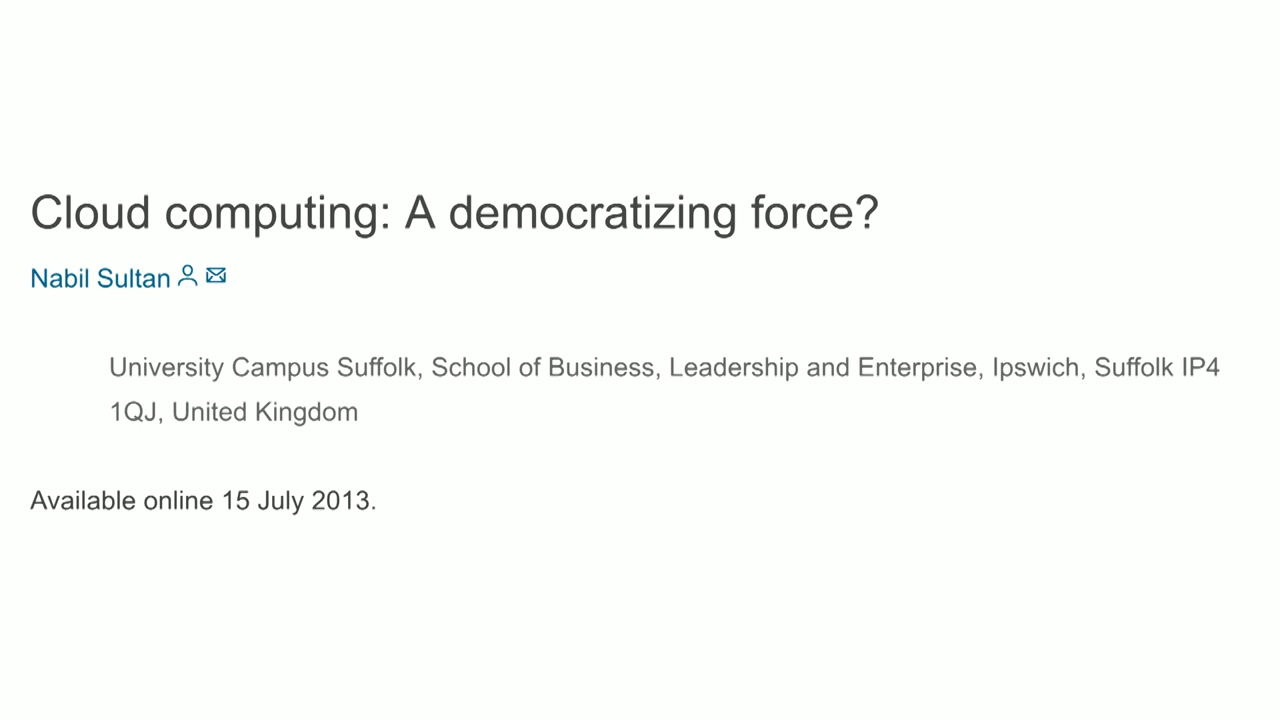 Cloud computing: A democratizing force?
Nabil Sultan
University Campus Suffolk, School of Business, Leadership and Enterprise, Ipswich, Suffolk IP4
1QJ, United Kingdom
Available online 15 July 2013.